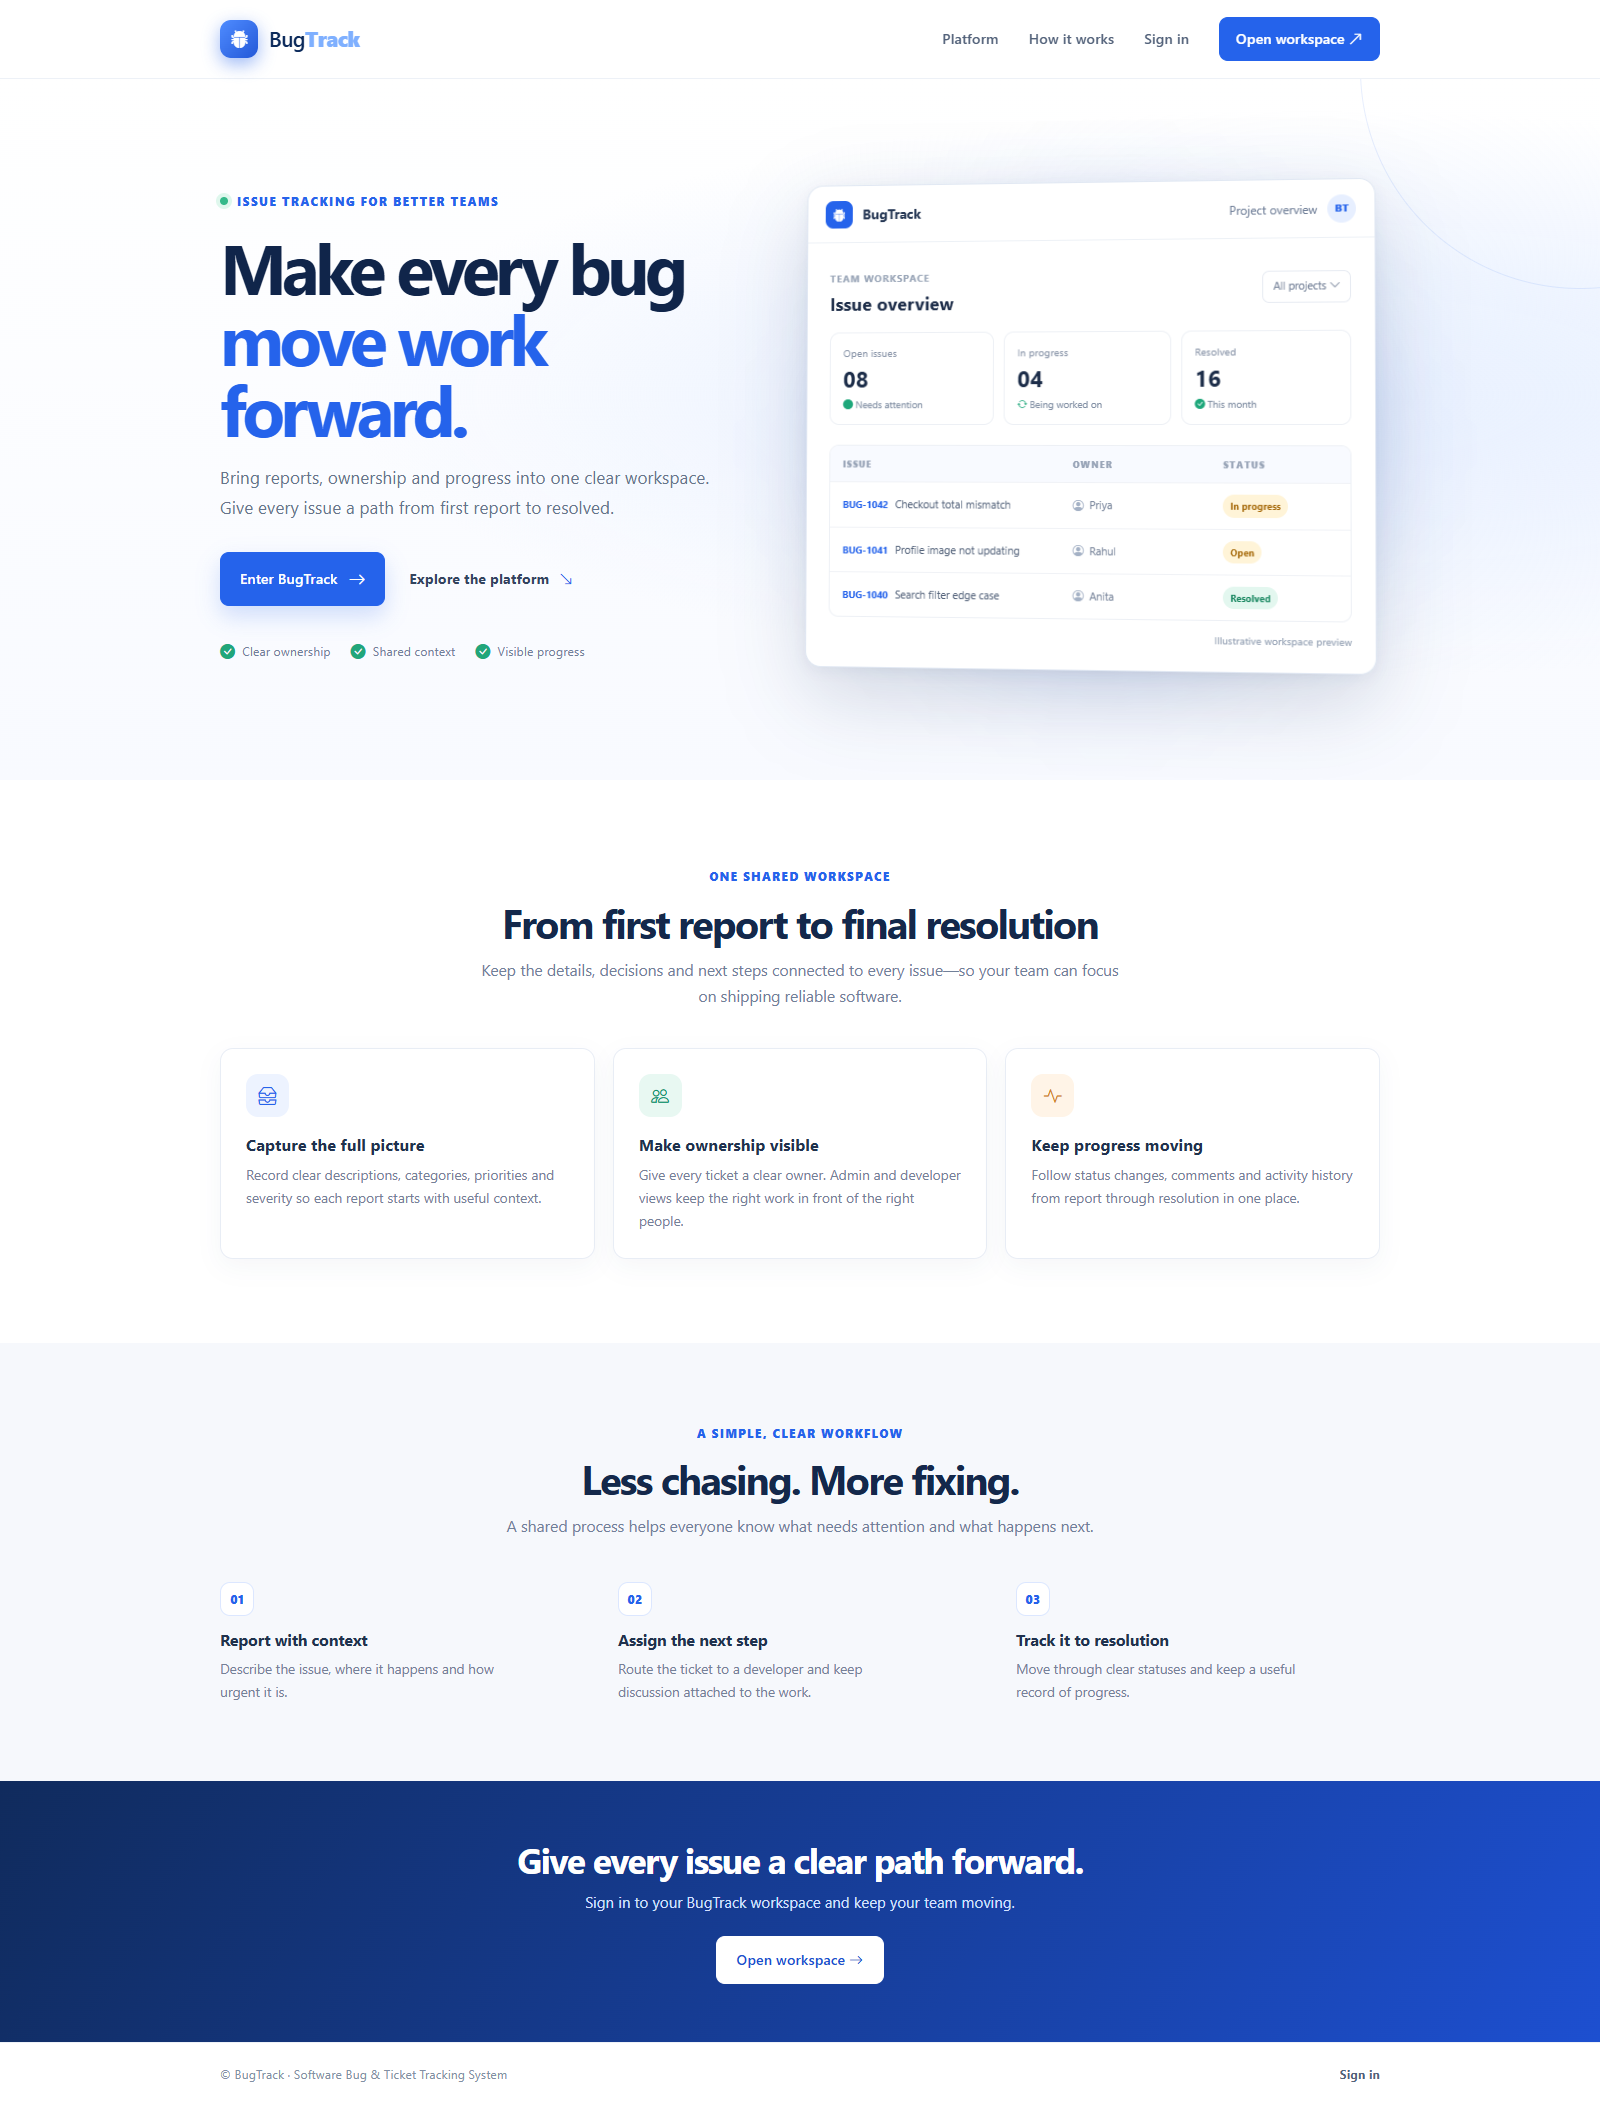 BugTrack
Platform
How it works
Sign in
Open workspace
ISSUE TRACKING FOR BETTER TEAMS
Make every bug
move work
forward.
Bring reports, ownership and progress into one clear workspace.
Give every issue a path from first report to resolved.
Enter BugTrack
Explore the platform
Clear ownership
Shared context
Visible progress
BugTrack
Project overview
BT
TEAM WORKSPACE
Issue overview
All projects
Open issues
08
Needs attention
In progress
04
Being worked on
Resolved
16
This month
ISSUE OWNER STATUS
BUG-1042 Checkout total mismatch Priya In progress
BUG-1041 Profile image not updating Rahul Open
BUG-1040 Search filter edge case Anita Resolved
Illustrative workspace preview
ONE SHARED WORKSPACE
From first report to final resolution
Keep the details, decisions and next steps connected to every issue—so your team can focus
on shipping reliable software.
Capture the full picture
Record clear descriptions, categories, priorities and
severity so each report starts with useful context.
Make ownership visible
Give every ticket a clear owner. Admin and developer
views keep the right work in front of the right
people.
Keep progress moving
Follow status changes, comments and activity history
from report through resolution in one place.
A SIMPLE, CLEAR WORKFLOW
Less chasing. More fixing.
A shared process helps everyone know what needs attention and what happens next.
01
Report with context
Describe the issue, where it happens and how
urgent it is.
02
Assign the next step
Route the ticket to a developer and keep
discussion attached to the work.
03
Track it to resolution
Move through clear statuses and keep a useful
record of progress.
Give every issue a clear path forward.
Sign in to your BugTrack workspace and keep your team moving.
Open workspace
© BugTrack · Software Bug & Ticket Tracking System
Sign in